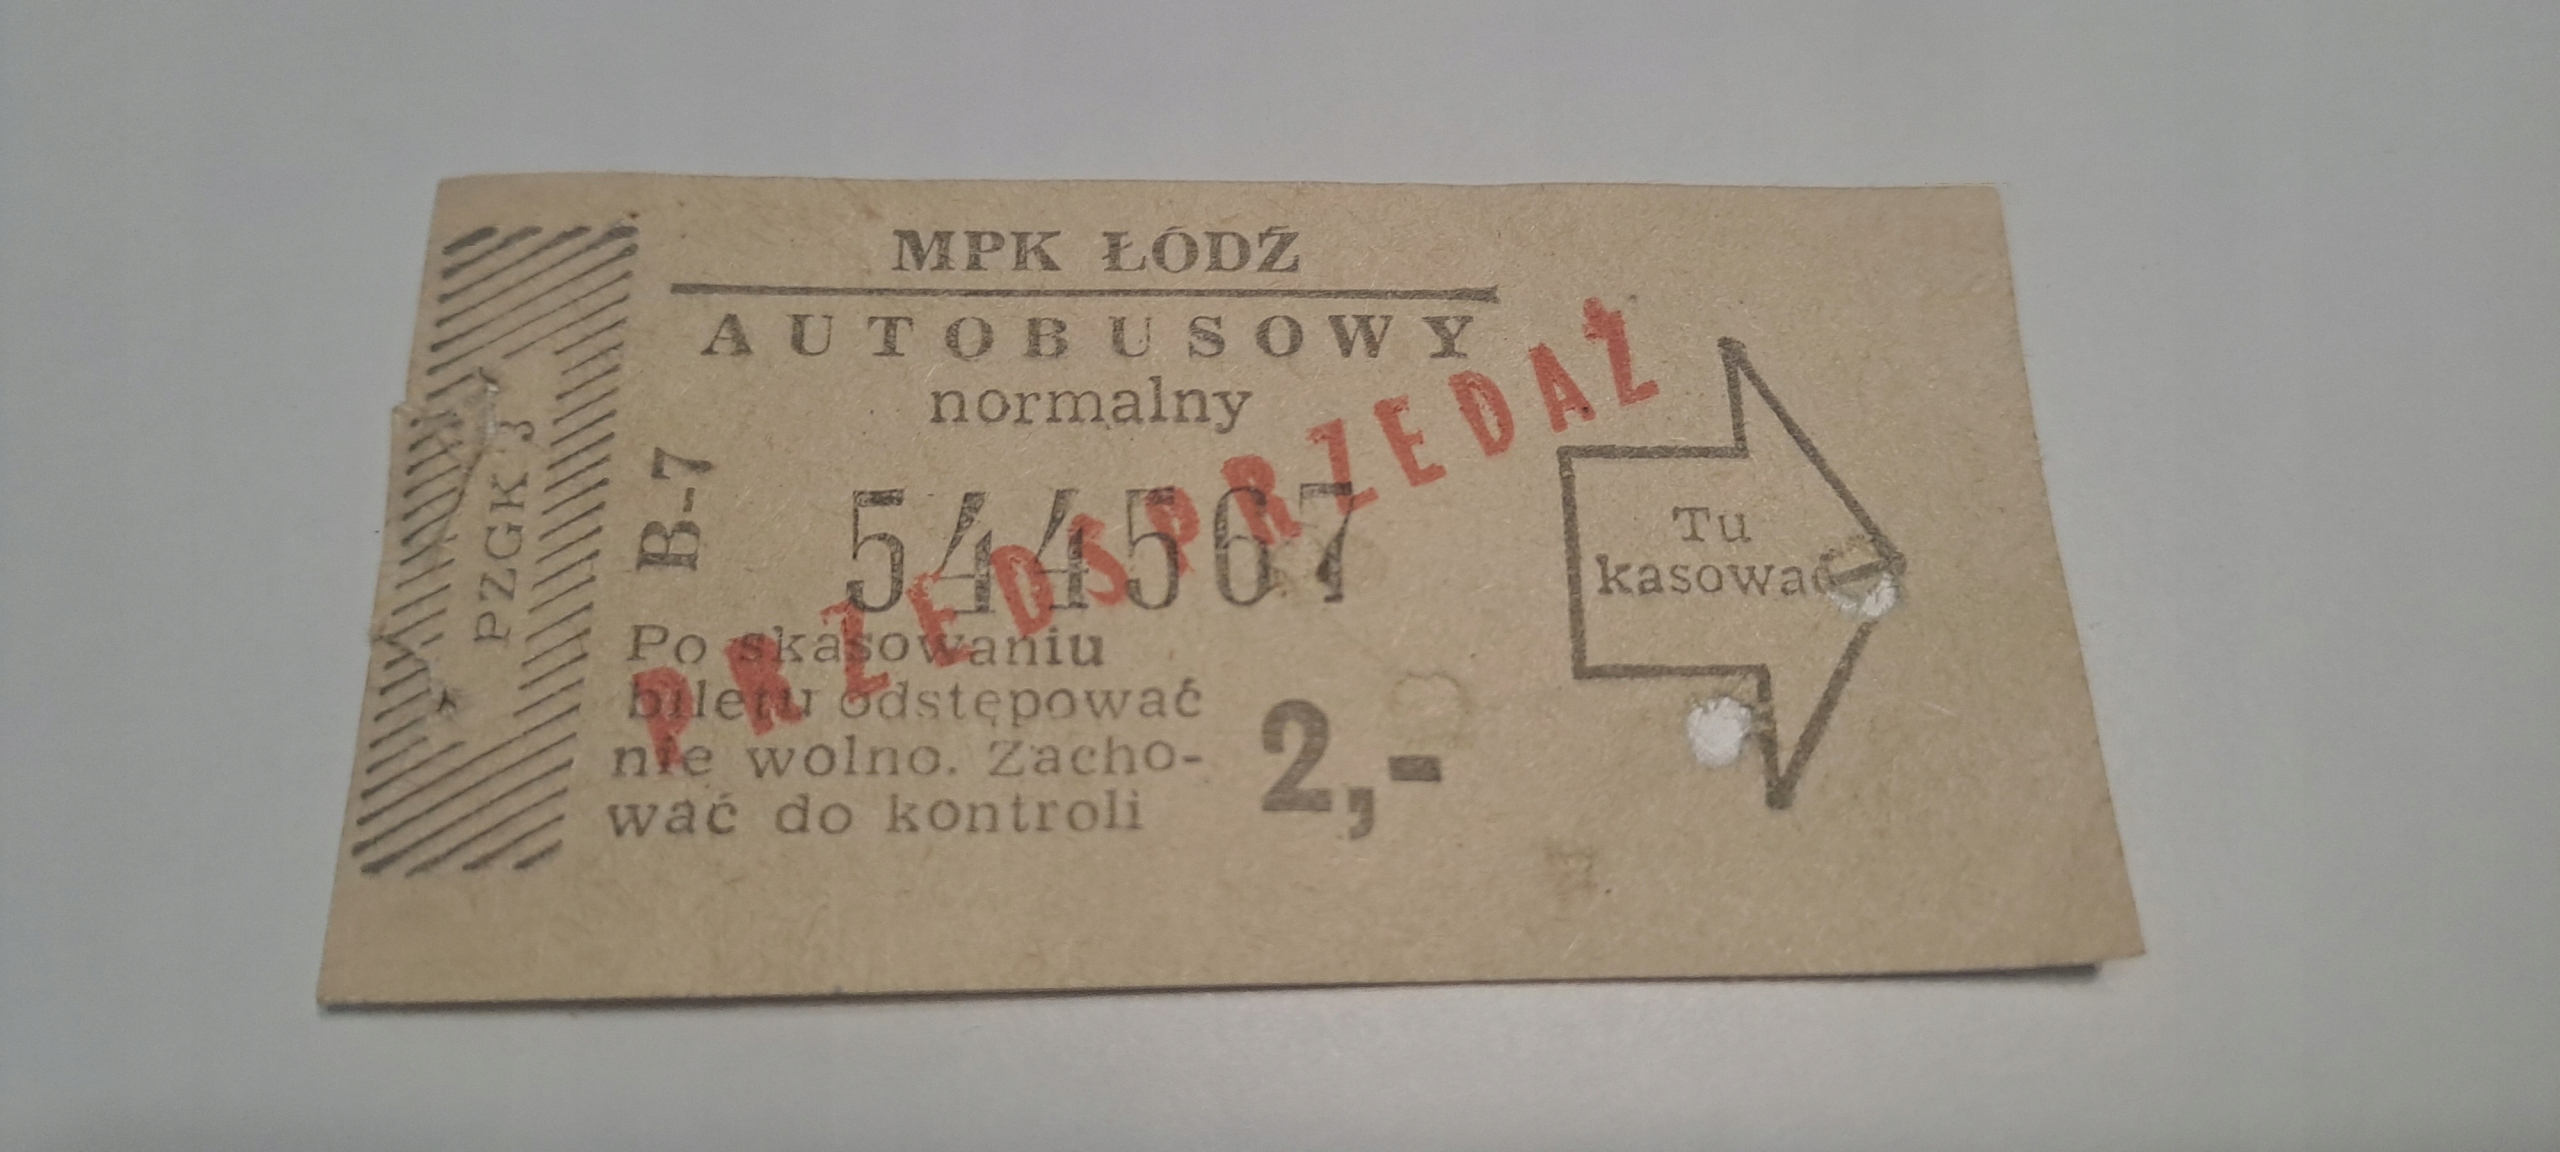 MPK ŁÓDŹ
AUTOBUSOWY
normalny
PZGK 3
B-7
544567
PRZEDSPRZEDAŻ
Po skasowaniu
biletu odstępować
nie wolno. Zacho-
wać do kontroli
2,-
Tu
kasować